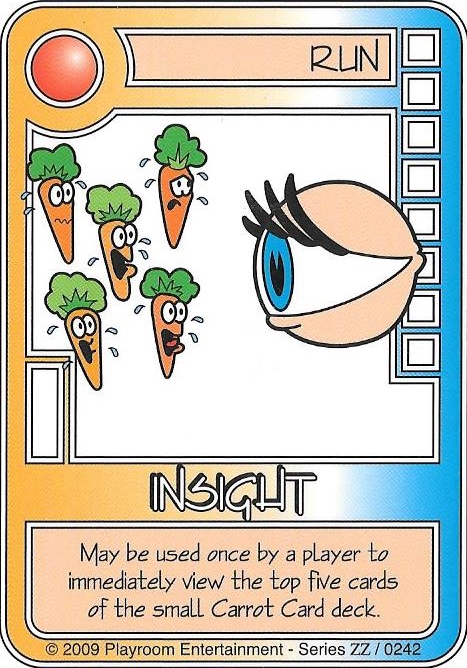 RUN
INSIGHT
May be used once by a player to
immediately view the top five cards
of the small Carrot Card deck.
© 2009 Playroom Entertainment - Series ZZ / 0242